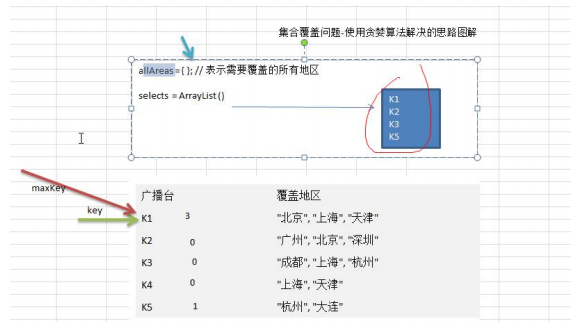 集合覆盖问题-使用贪婪算法解决的思路图解
allAreas={ }; // 表示需要覆盖的所有地区
selects = ArrayList()
K1
K2
K3
K5
maxKey
key
广播台 覆盖地区
K1 3 "北京", "上海", "天津"
K2 0 "广州", "北京", "深圳"
K3 0 "成都", "上海", "杭州"
K4 0 "上海", "天津"
K5 1 "杭州", "大连"